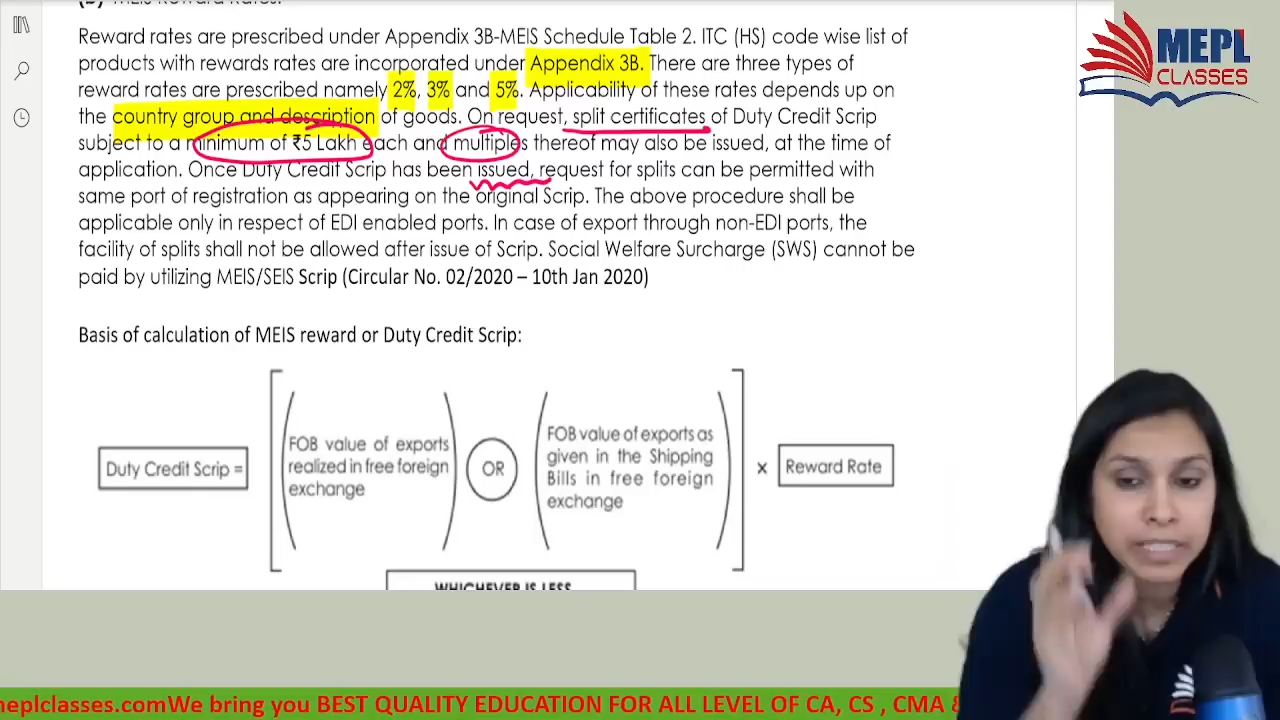 (b) MEIS Reward Rates:
Reward rates are prescribed under Appendix 3B-MEIS Schedule Table 2. ITC (HS) code wise list of
products with rewards rates are incorporated under Appendix 3B. There are three types of
reward rates are prescribed namely 2%, 3% and 5%. Applicability of these rates depends up on
the country group and description of goods. On request, split certificates of Duty Credit Scrip
subject to a minimum of ₹5 Lakh each and multiples thereof may also be issued, at the time of
application. Once Duty Credit Scrip has been issued, request for splits can be permitted with
same port of registration as appearing on the original Scrip. The above procedure shall be
applicable only in respect of EDI enabled ports. In case of export through non-EDI ports, the
facility of splits shall not be allowed after issue of Scrip. Social Welfare Surcharge (SWS) cannot be
paid by utilizing MEIS/SEIS Scrip (Circular No. 02/2020 – 10th Jan 2020)
Basis of calculation of MEIS reward or Duty Credit Scrip:
Duty Credit Scrip =
FOB value of exports
realized in free foreign
exchange
OR
FOB value of exports as
given in the Shipping
Bills in free foreign
exchange
x
Reward Rate
WHICHEVER IS LESS
MEPL
CLASSES
neplclasses.comWe bring you BEST QUALITY EDUCATION FOR ALL LEVEL OF CA, CS , CMA &